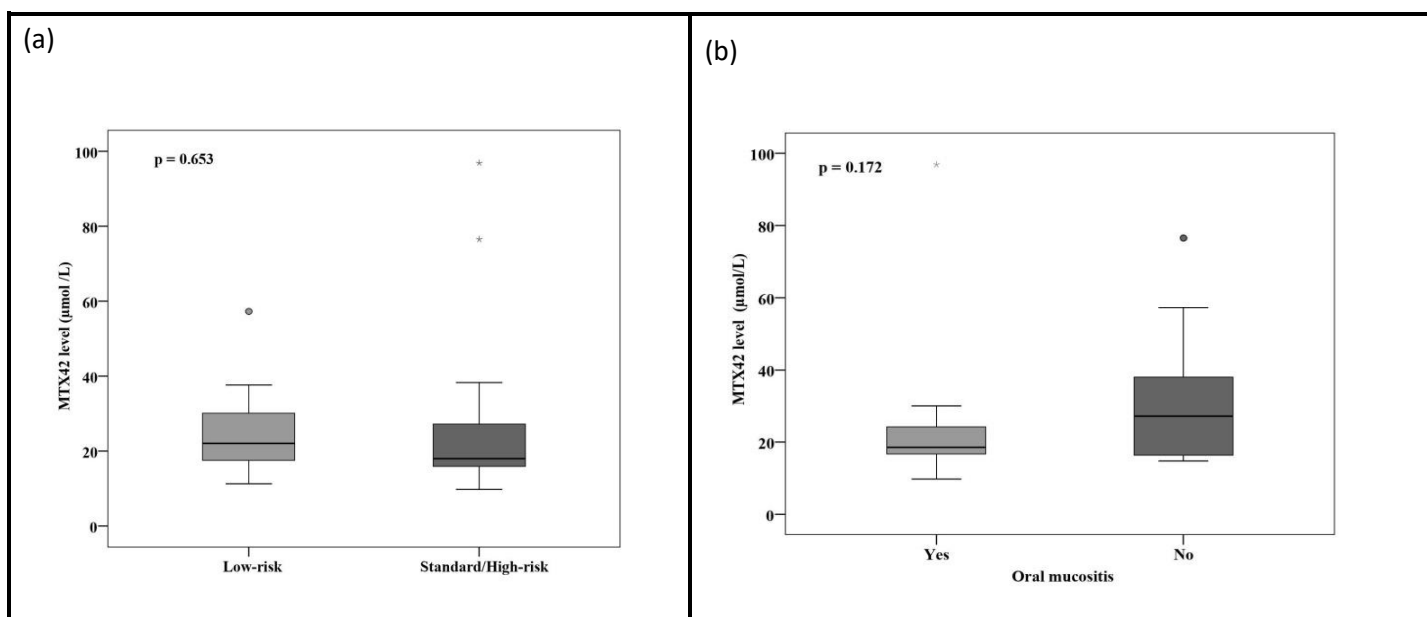 (a)
p = 0.653
100
80
60
40
20
0
MTX42 level (µmol /L)
Low-risk
Standard/High-risk
(b)
p = 0.172
100
80
60
40
20
0
MTX42 level (µmol/L)
Yes
No
Oral mucositis